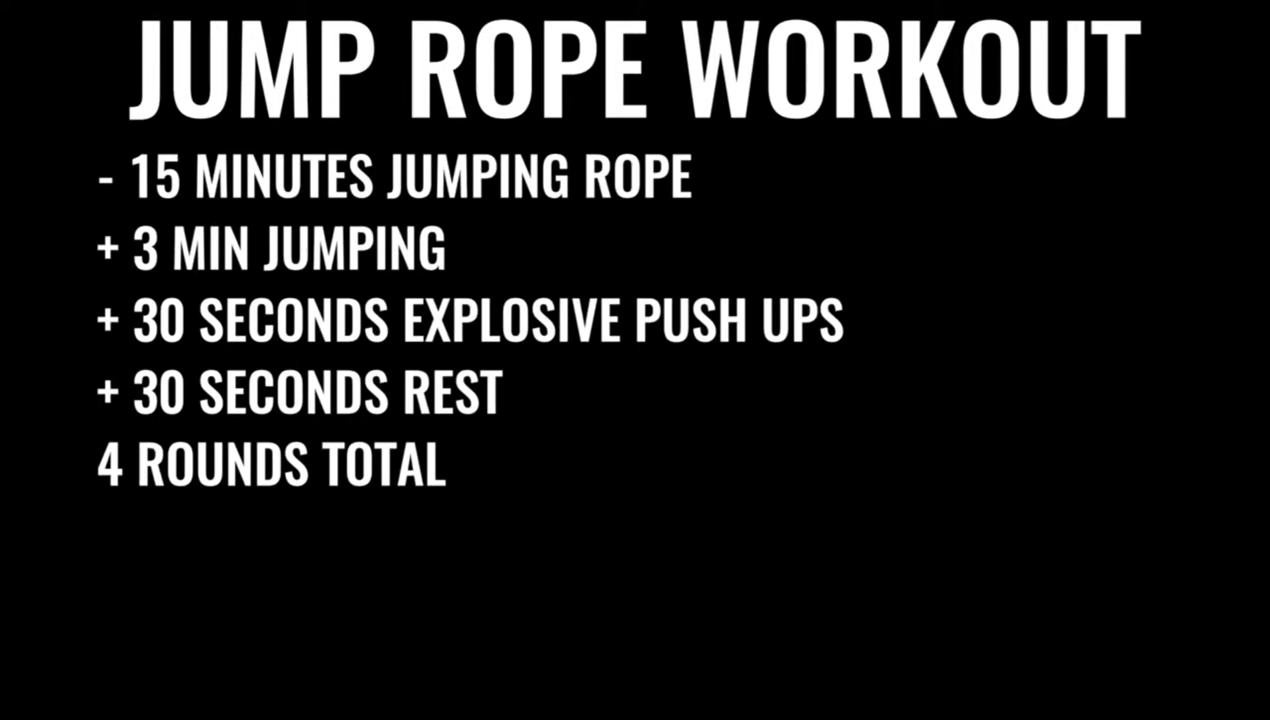 JUMP ROPE WORKOUT
- 15 MINUTES JUMPING ROPE
+ 3 MIN JUMPING
+ 30 SECONDS EXPLOSIVE PUSH UPS
+ 30 SECONDS REST
4 ROUNDS TOTAL